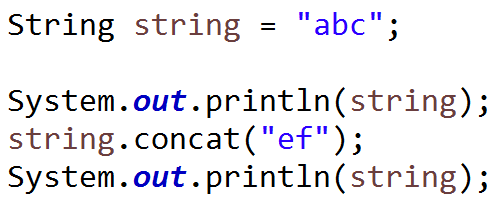 String string = "abc";
System.out.println(string);
string.concat("ef");
System.out.println(string);